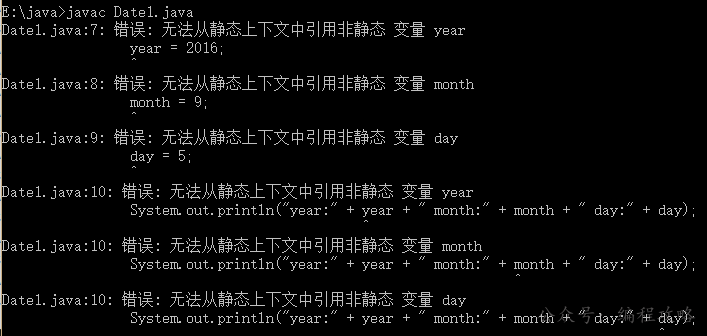 E:\java>javac Date1.java
Date1.java:7: 错误: 无法从静态上下文中引用非静态 变量 year
year = 2016;
^
Date1.java:8: 错误: 无法从静态上下文中引用非静态 变量 month
month = 9;
^
Date1.java:9: 错误: 无法从静态上下文中引用非静态 变量 day
day = 5;
^
Date1.java:10: 错误: 无法从静态上下文中引用非静态 变量 year
System.out.println("year:" + year + " month:" + month + " day:" + day);
^
Date1.java:10: 错误: 无法从静态上下文中引用非静态 变量 month
System.out.println("year:" + year + " month:" + month + " day:" + day);
^
Date1.java:10: 错误: 无法从静态上下文中引用非静态 变量 day
System.out.println("year:" + year + " month:" + month + " day:" + day);
^
公众号：编程攻略